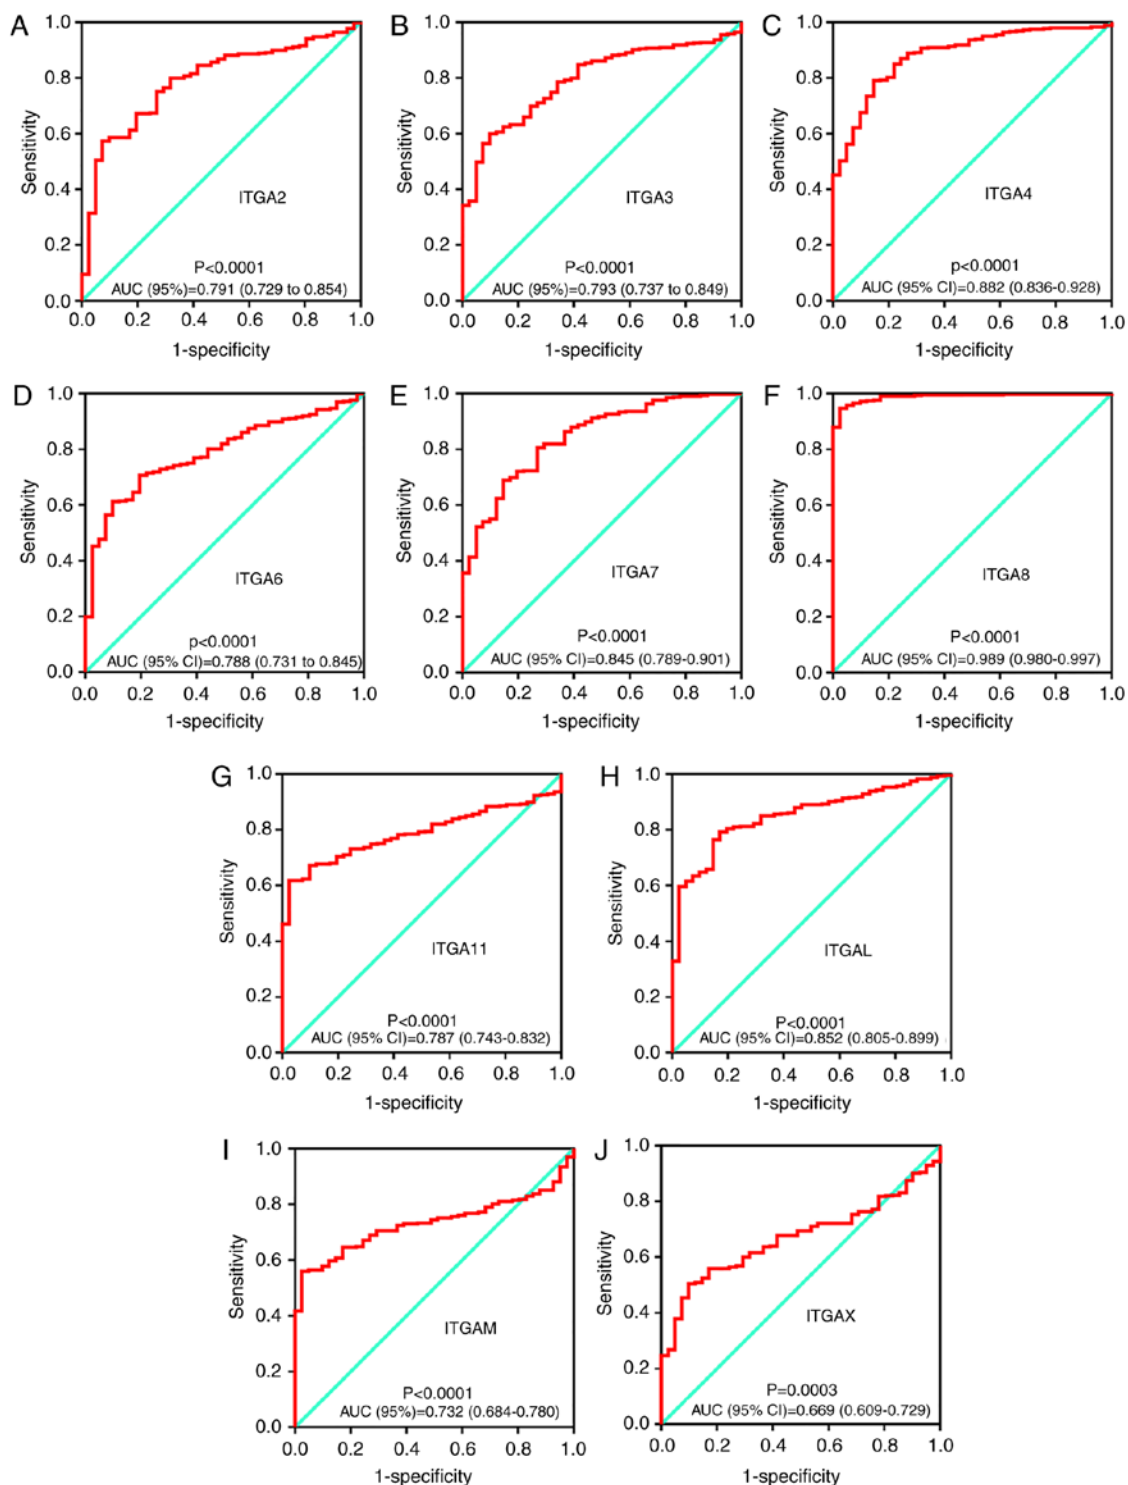 A
1.0
0.8
0.6
0.4
0.2
0.0
Sensitivity
ITGA2
P<0.0001
AUC (95%)=0.791 (0.729 to 0.854)
0.0 0.2 0.4 0.6 0.8 1.0
1-specificity
B
1.0
0.8
0.6
0.4
0.2
0.0
Sensitivity
ITGA3
P<0.0001
AUC (95%)=0.793 (0.737 to 0.849)
0.0 0.2 0.4 0.6 0.8 1.0
1-specificity
C
1.0
0.8
0.6
0.4
0.2
0.0
Sensitivity
ITGA4
p<0.0001
AUC (95% CI)=0.882 (0.836-0.928)
0.0 0.2 0.4 0.6 0.8 1.0
1-specificity
D
1.0
0.8
0.6
0.4
0.2
0.0
Sensitivity
ITGA6
p<0.0001
AUC (95% CI)=0.788 (0.731 to 0.845)
0.0 0.2 0.4 0.6 0.8 1.0
1-specificity
E
1.0
0.8
0.6
0.4
0.2
0.0
Sensitivity
ITGA7
P<0.0001
AUC (95% CI)=0.845 (0.789-0.901)
0.0 0.2 0.4 0.6 0.8 1.0
1-specificity
F
1.0
0.8
0.6
0.4
0.2
0.0
Sensitivity
ITGA8
P<0.0001
AUC (95% CI)=0.989 (0.980-0.997)
0.0 0.2 0.4 0.6 0.8 1.0
1-specificity
G
1.0
0.8
0.6
0.4
0.2
0.0
Sensitivity
ITGA11
P<0.0001
AUC (95% CI)=0.787 (0.743-0.832)
0.0 0.2 0.4 0.6 0.8 1.0
1-specificity
H
1.0
0.8
0.6
0.4
0.2
0.0
Sensitivity
ITGAL
P<0.0001
AUC (95% CI)=0.852 (0.805-0.899)
0.0 0.2 0.4 0.6 0.8 1.0
1-specificity
I
1.0
0.8
0.6
0.4
0.2
0.0
Sensitivity
ITGAM
P<0.0001
AUC (95%)=0.732 (0.684-0.780)
0.0 0.2 0.4 0.6 0.8 1.0
1-specificity
J
1.0
0.8
0.6
0.4
0.2
0.0
Sensitivity
ITGAX
P=0.0003
AUC (95% CI)=0.669 (0.609-0.729)
0.0 0.2 0.4 0.6 0.8 1.0
1-specificity